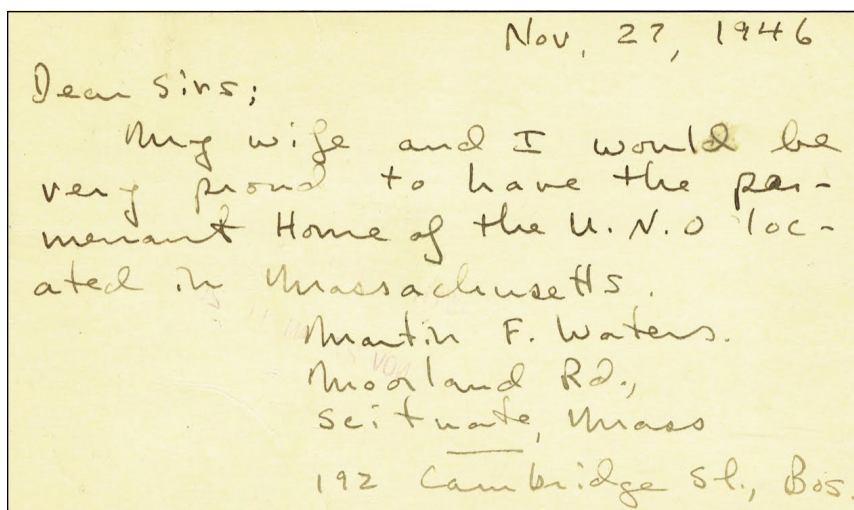 Nov. 27, 1946
Dear Sirs;
My wife and I would be
very proud to have the per-
menant Home of the U.N.O loc-
ated in Massachusetts.
Martin F. Waters.
Moorland Rd.,
Scituate, Mass
192 Cambridge St., Bos.